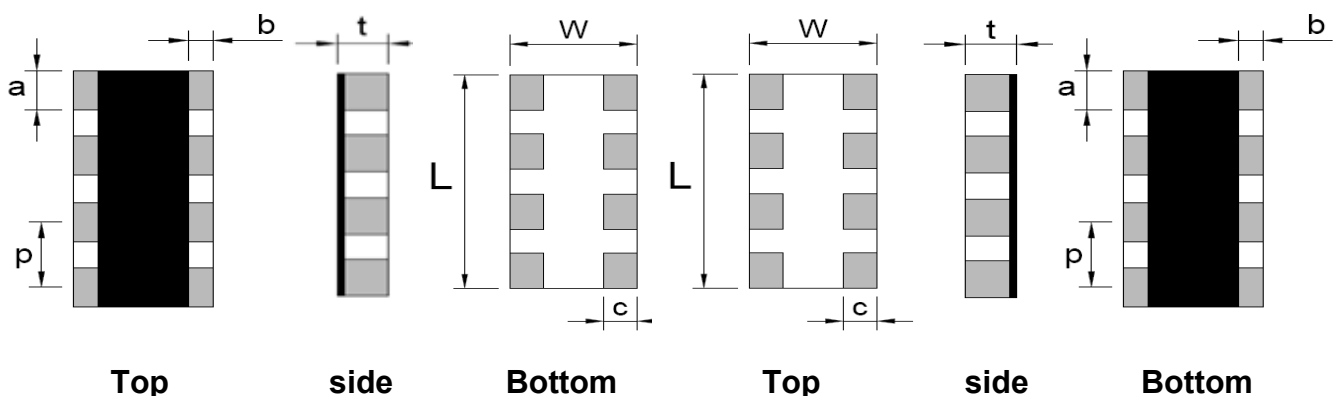 b t W W t b
a L L a
p p
c c
Top side Bottom Top side Bottom